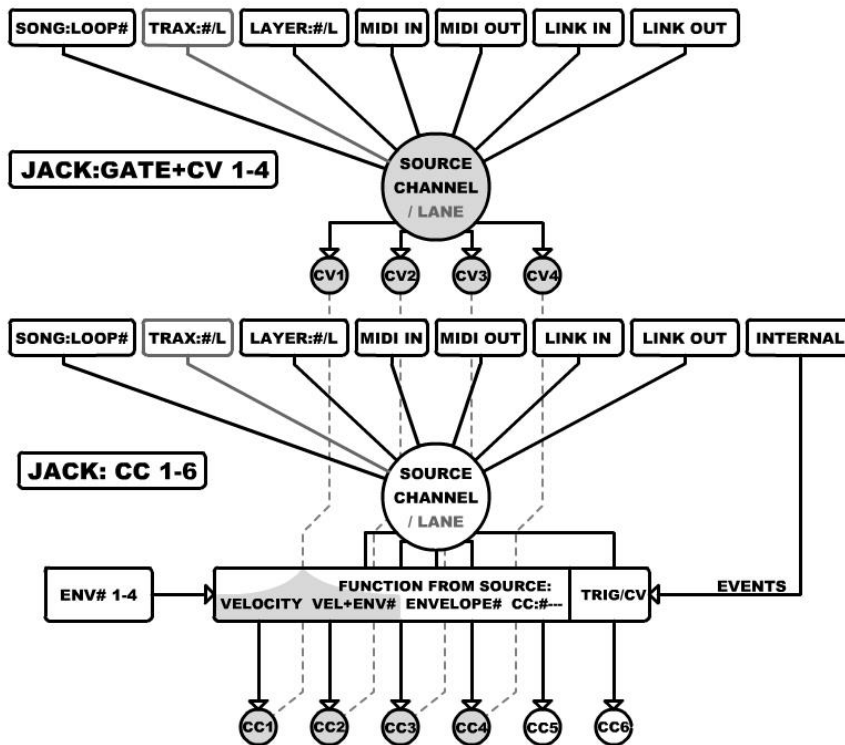 SONG:LOOP# TRAX:#/L LAYER:#/L MIDI IN MIDI OUT LINK IN LINK OUT
JACK:GATE+CV 1-4
SOURCE
CHANNEL
/ LANE
CV1 CV2 CV3 CV4
SONG:LOOP# TRAX:#/L LAYER:#/L MIDI IN MIDI OUT LINK IN LINK OUT INTERNAL
JACK: CC 1-6
SOURCE
CHANNEL
/ LANE
ENV# 1-4
FUNCTION FROM SOURCE:
VELOCITY VEL+ENV# ENVELOPE# CC:#---
TRIG/CV
EVENTS
CC1 CC2 CC3 CC4 CC5 CC6